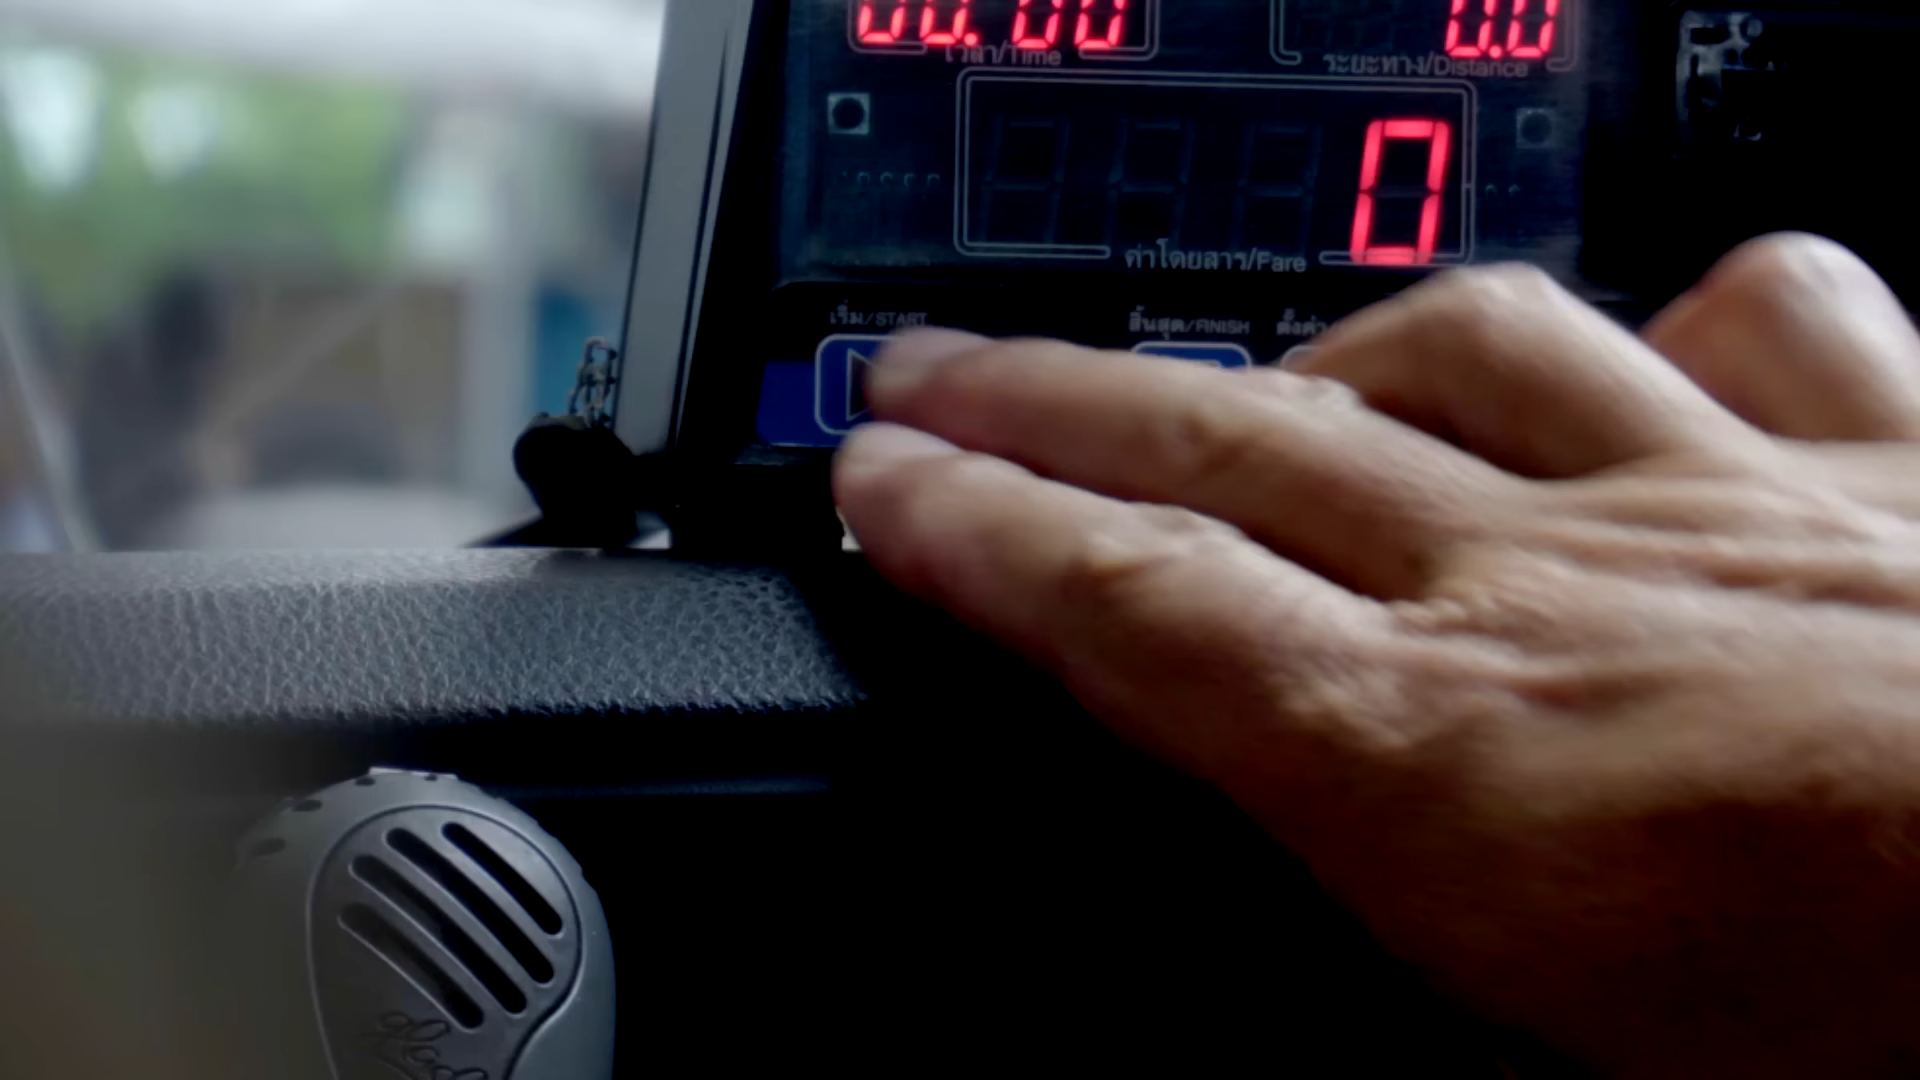 00.00
0.0
เวลา/Time
ระยะทาง/Distance
0
ค่าโดยสาร/Fare
เริ่ม/START
สิ้นสุด/FINISH